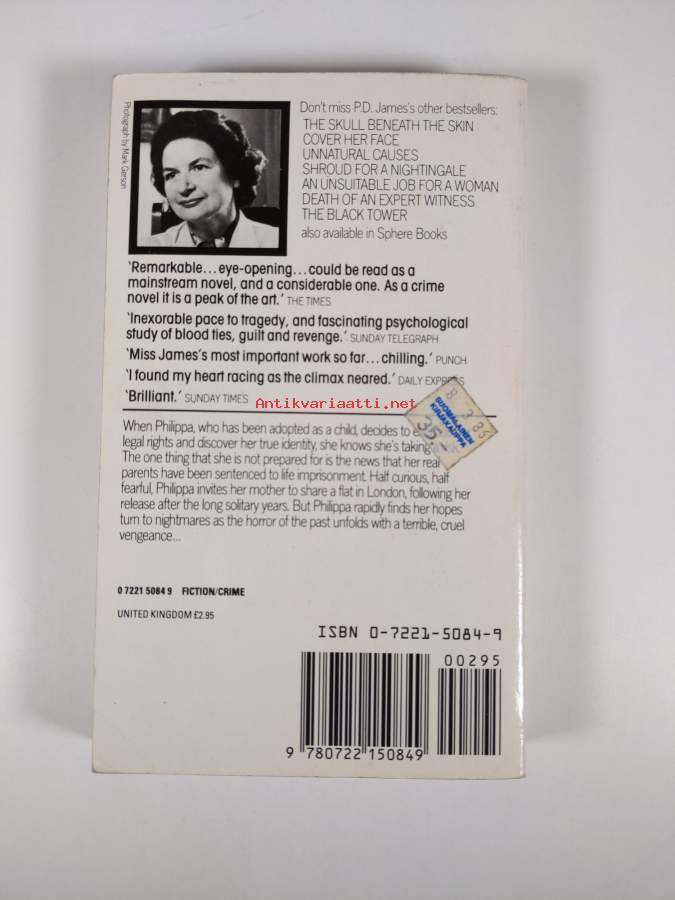 Photograph by Mark Gerson
Don't miss P.D. James's other bestsellers:
THE SKULL BENEATH THE SKIN
COVER HER FACE
UNNATURAL CAUSES
SHROUD FOR A NIGHTINGALE
AN UNSUITABLE JOB FOR A WOMAN
DEATH OF AN EXPERT WITNESS
THE BLACK TOWER
also available in Sphere Books
'Remarkable...eye-opening...could be read as a
mainstream novel, and a considerable one. As a crime
novel it is a peak of the art.' THE TIMES
'Inexorable pace to tragedy, and fascinating psychological
study of blood ties, guilt and revenge.' SUNDAY TELEGRAPH
'Miss James's most important work so far...chilling.' PUNCH
'I found my heart racing as the climax neared.' DAILY EXPRESS
'Brilliant.' SUNDAY TIMES
Antikvariaatti.net
8 3 85
SUOMALAINEN
KIRJAKAUPPA
35.-
When Philippa, who has been adopted as a child, decides to
legal rights and discover her true identity, she knows she's taking
The one thing that she is not prepared for is the news that her real
parents have been sentenced to life imprisonment. Half curious, half
fearful, Philippa invites her mother to share a flat in London, following her
release after the long solitary years. But Philippa rapidly finds her hopes
turn to nightmares as the horror of the past unfolds with a terrible, cruel
vengeance...
0 7221 5084 9 FICTION/CRIME
UNITED KINGDOM £2.95
ISBN 0-7221-5084-9
00295
9 780722 150849